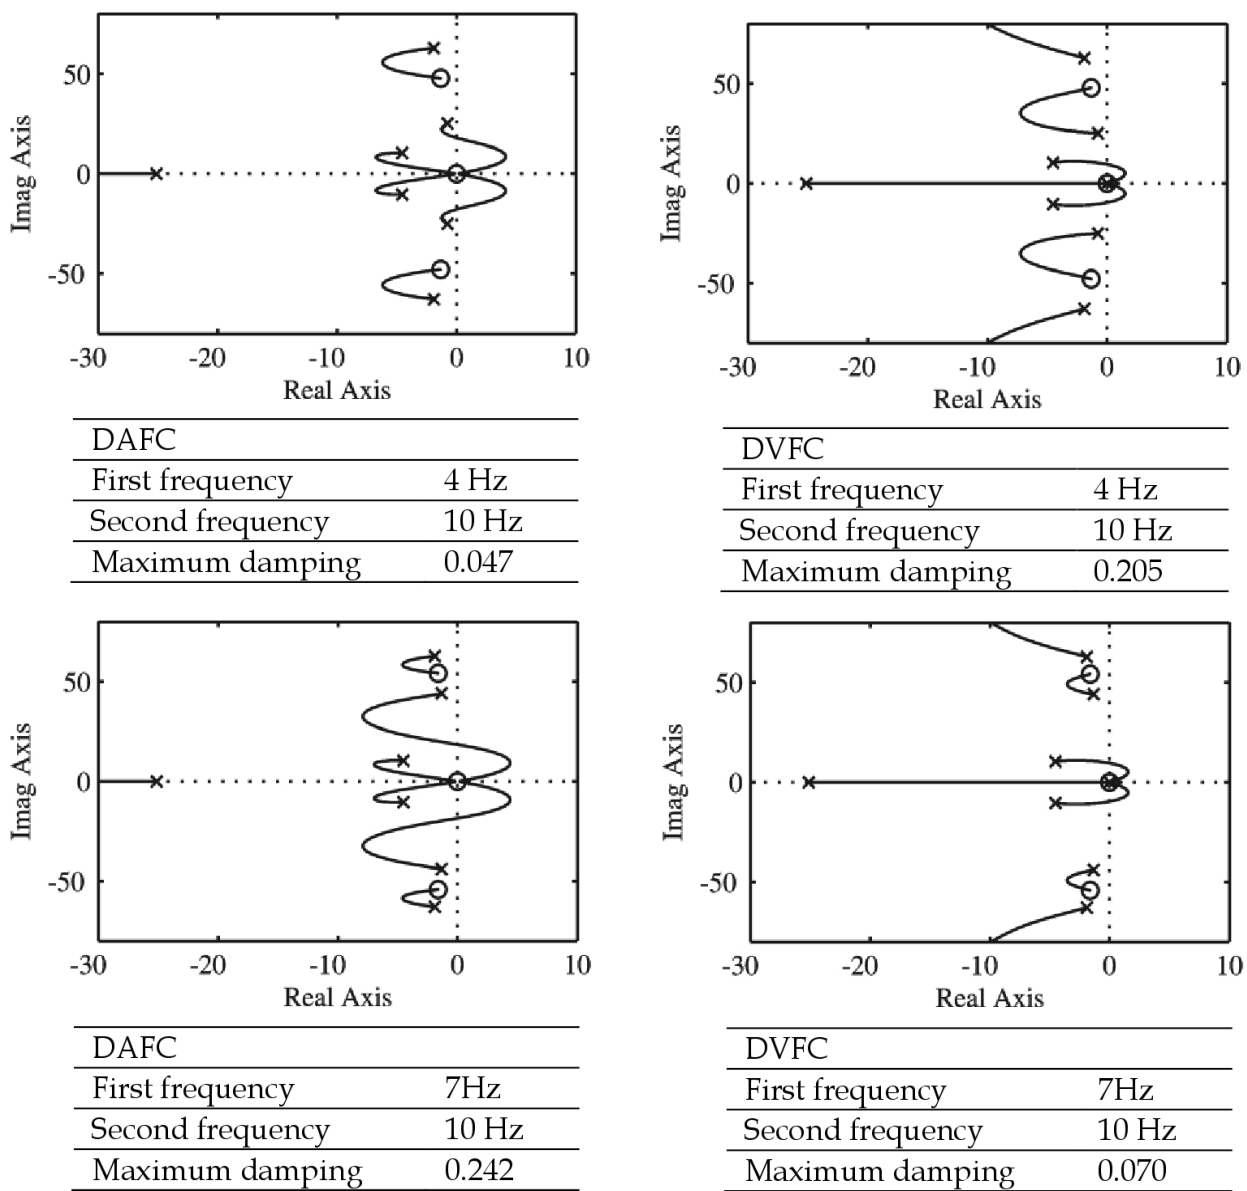 50
0
-50
Imag Axis
-30 -20 -10 0 10
Real Axis
DAFC
First frequency 4 Hz
Second frequency 10 Hz
Maximum damping 0.047
50
0
-50
Imag Axis
-30 -20 -10 0 10
Real Axis
DVFC
First frequency 4 Hz
Second frequency 10 Hz
Maximum damping 0.205
50
0
-50
Imag Axis
-30 -20 -10 0 10
Real Axis
DAFC
First frequency 7Hz
Second frequency 10 Hz
Maximum damping 0.242
50
0
-50
Imag Axis
-30 -20 -10 0 10
Real Axis
DVFC
First frequency 7Hz
Second frequency 10 Hz
Maximum damping 0.070